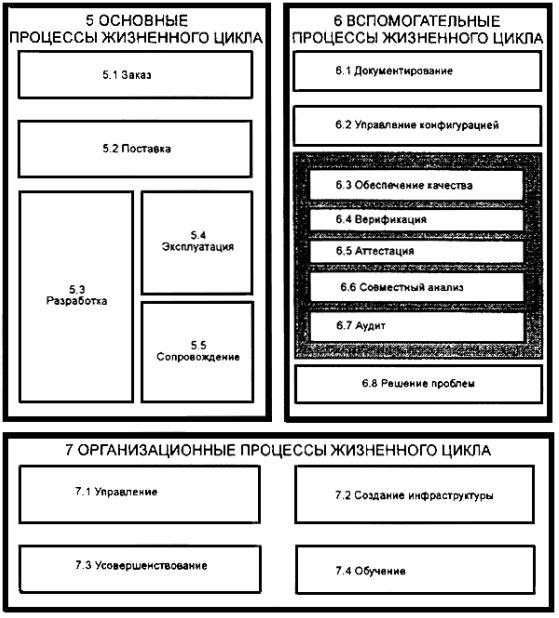 5 ОСНОВНЫЕ
ПРОЦЕССЫ ЖИЗНЕННОГО ЦИКЛА
5.1 Заказ
5.2 Поставка
5.3
Разработка
5.4
Эксплуатация
5.5
Сопровождение
6 ВСПОМОГАТЕЛЬНЫЕ
ПРОЦЕССЫ ЖИЗНЕННОГО ЦИКЛА
6.1 Документирование
6.2 Управление конфигурацией
6.3 Обеспечение качества
6.4 Верификация
6.5 Аттестация
6.6 Совместный анализ
6.7 Аудит
6.8 Решение проблем
7 ОРГАНИЗАЦИОННЫЕ ПРОЦЕССЫ ЖИЗНЕННОГО ЦИКЛА
7.1 Управление
7.2 Создание инфраструктуры
7.3 Усовершенствование
7.4 Обучение